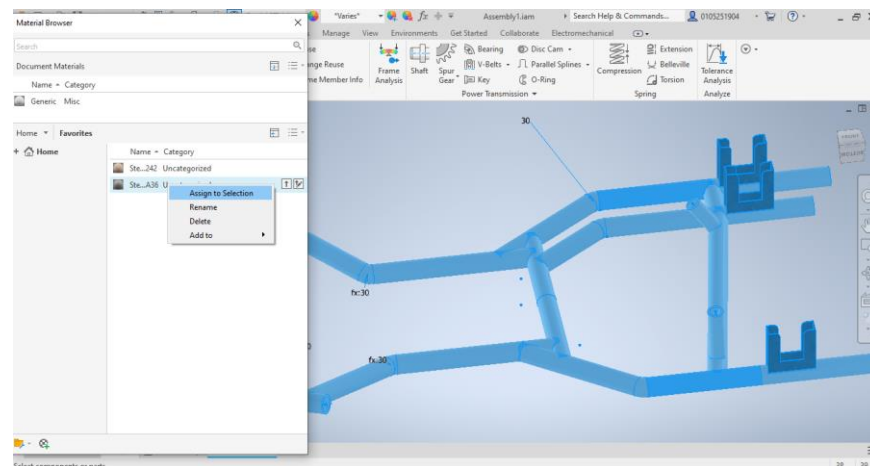 Material Browser
"Varies"
Assembly1.iam
Search Help & Commands...
0105251904
Manage View Environments Get Started Collaborate Electromechanical
Search
Bearing Disc Cam
Extension
nge Reuse
V-Belts Parallel Splines
Belleville
Document Materials
me Member Info
Frame Analysis
Shaft
Spur Gear
Key O-Ring
Compression
Torsion
Tolerance Analysis
Power Transmission
Spring
Analyze
Name Category
Generic Misc
30
Home Favorites
Home
Name Category
Ste...242 Uncategorized
Ste...A36
Assign to Selection
Rename
Delete
Add to
fx:30
fx:30